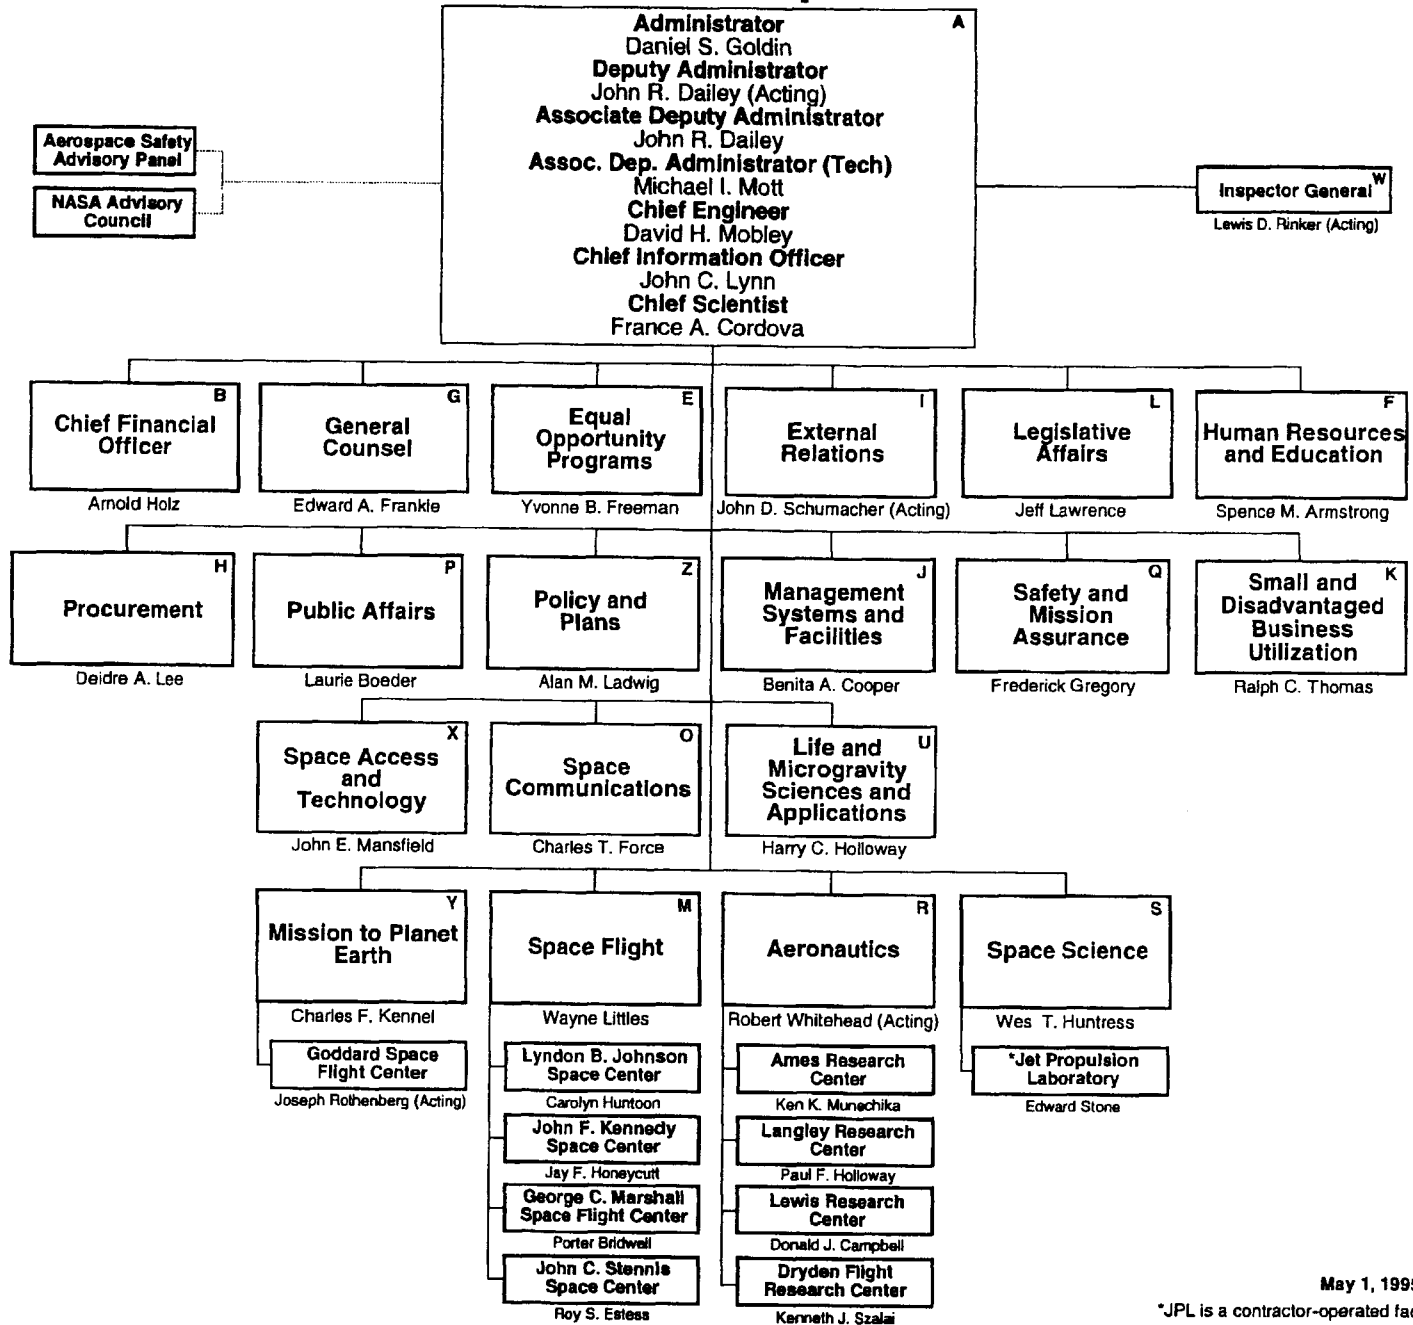 Administrator
A
Daniel S. Goldin
Deputy Administrator
John R. Dailey (Acting)
Associate Deputy Administrator
John R. Dailey
Assoc. Dep. Administrator (Tech)
Michael I. Mott
Chief Engineer
David H. Mobley
Chief Information Officer
John C. Lynn
Chief Scientist
France A. Cordova
Aerospace Safety
Advisory Panel
NASA Advisory
Council
W
Inspector General
Lewis D. Rinker (Acting)
B
Chief Financial
Officer
Arnold Holz
G
General
Counsel
Edward A. Frankle
E
Equal
Opportunity
Programs
Yvonne B. Freeman
I
External
Relations
John D. Schumacher (Acting)
L
Legislative
Affairs
Jeff Lawrence
F
Human Resources
and Education
Spence M. Armstrong
H
Procurement
Deidre A. Lee
P
Public Affairs
Laurie Boeder
Z
Policy and
Plans
Alan M. Ladwig
J
Management
Systems and
Facilities
Benita A. Cooper
Q
Safety and
Mission
Assurance
Frederick Gregory
K
Small and
Disadvantaged
Business
Utilization
Ralph C. Thomas
X
Space Access
and
Technology
John E. Mansfield
O
Space
Communications
Charles T. Force
U
Life and
Microgravity
Sciences and
Applications
Harry C. Holloway
Y
Mission to Planet
Earth
Charles F. Kennel
Goddard Space
Flight Center
Joseph Rothenberg (Acting)
M
Space Flight
Wayne Littles
Lyndon B. Johnson
Space Center
Carolyn Huntoon
John F. Kennedy
Space Center
Jay F. Honeycutt
George C. Marshall
Space Flight Center
Porter Bridwell
John C. Stennis
Space Center
Roy S. Estess
R
Aeronautics
Robert Whitehead (Acting)
Ames Research
Center
Ken K. Munechika
Langley Research
Center
Paul F. Holloway
Lewis Research
Center
Donald J. Campbell
Dryden Flight
Research Center
Kenneth J. Szalai
S
Space Science
Wes T. Huntress
*Jet Propulsion
Laboratory
Edward Stone
May 1, 1995
*JPL is a contractor-operated fac